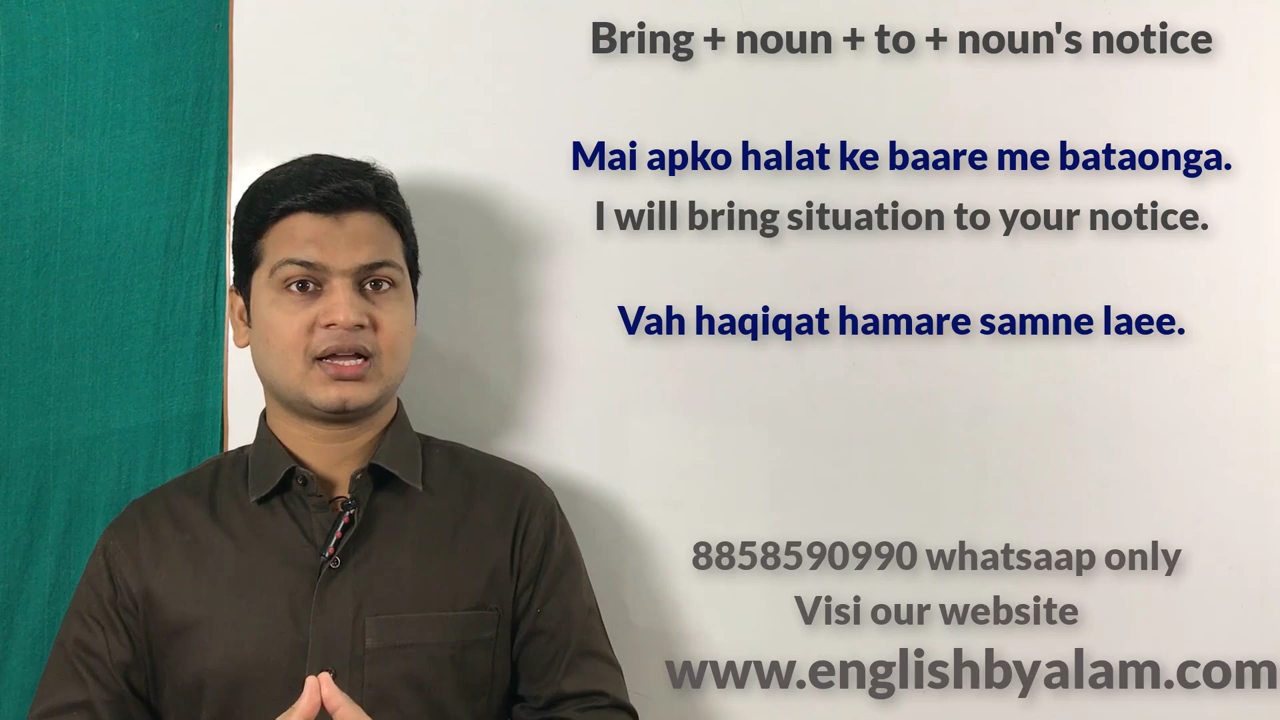 Bring + noun + to + noun's notice
Mai apko halat ke baare me bataonga.
I will bring situation to your notice.
Vah haqiqat hamare samne laee.
8858590990 whatsaap only
Visi our website
www.englishbyalam.com